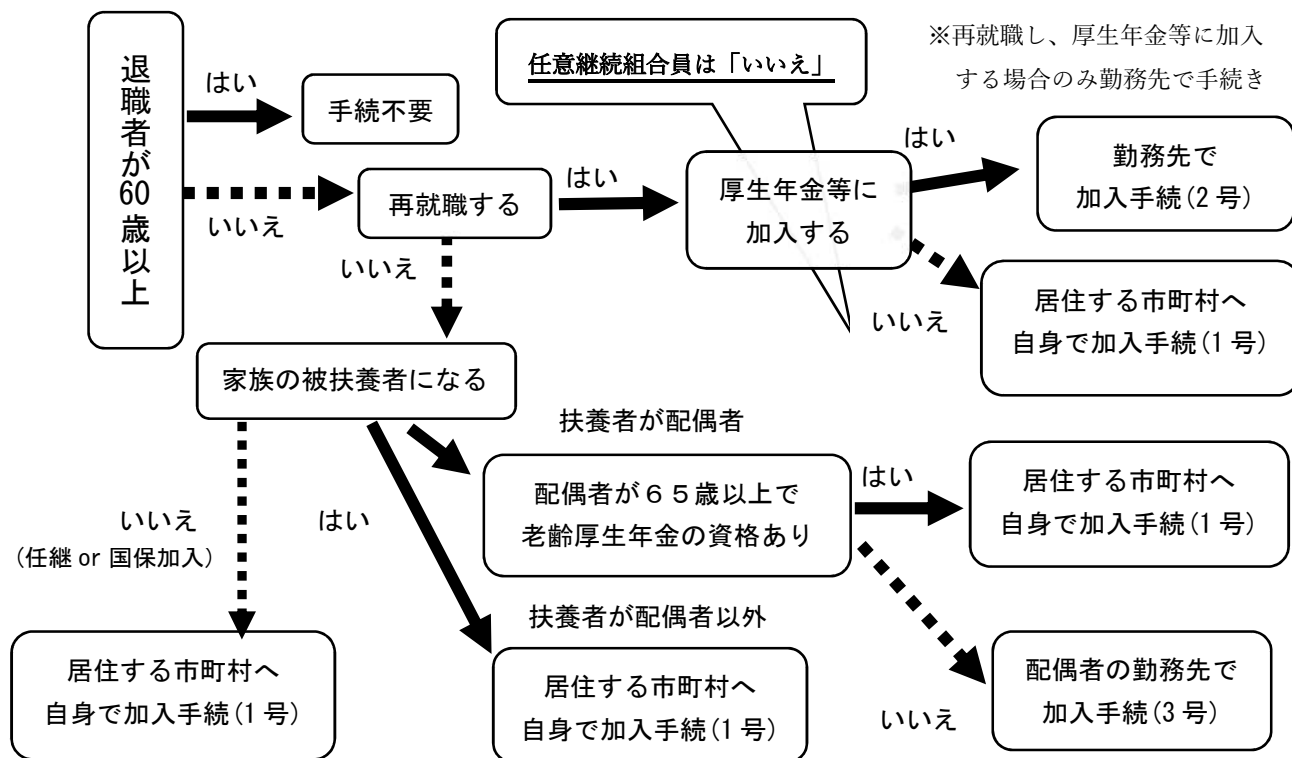 退職者が60歳以上
はい
手続不要
いいえ
再就職する
はい
任意継続組合員は「いいえ」
厚生年金等に
加入する
※再就職し、厚生年金等に加入
する場合のみ勤務先で手続き
はい
勤務先で
加入手続(2号)
いいえ
居住する市町村へ
自身で加入手続(1号)
いいえ
家族の被扶養者になる
扶養者が配偶者
配偶者が65歳以上で
老齢厚生年金の資格あり
はい
居住する市町村へ
自身で加入手続(1号)
いいえ
配偶者の勤務先で
加入手続(3号)
はい
扶養者が配偶者以外
居住する市町村へ
自身で加入手続(1号)
いいえ
(任継 or 国保加入)
居住する市町村へ
自身で加入手続(1号)